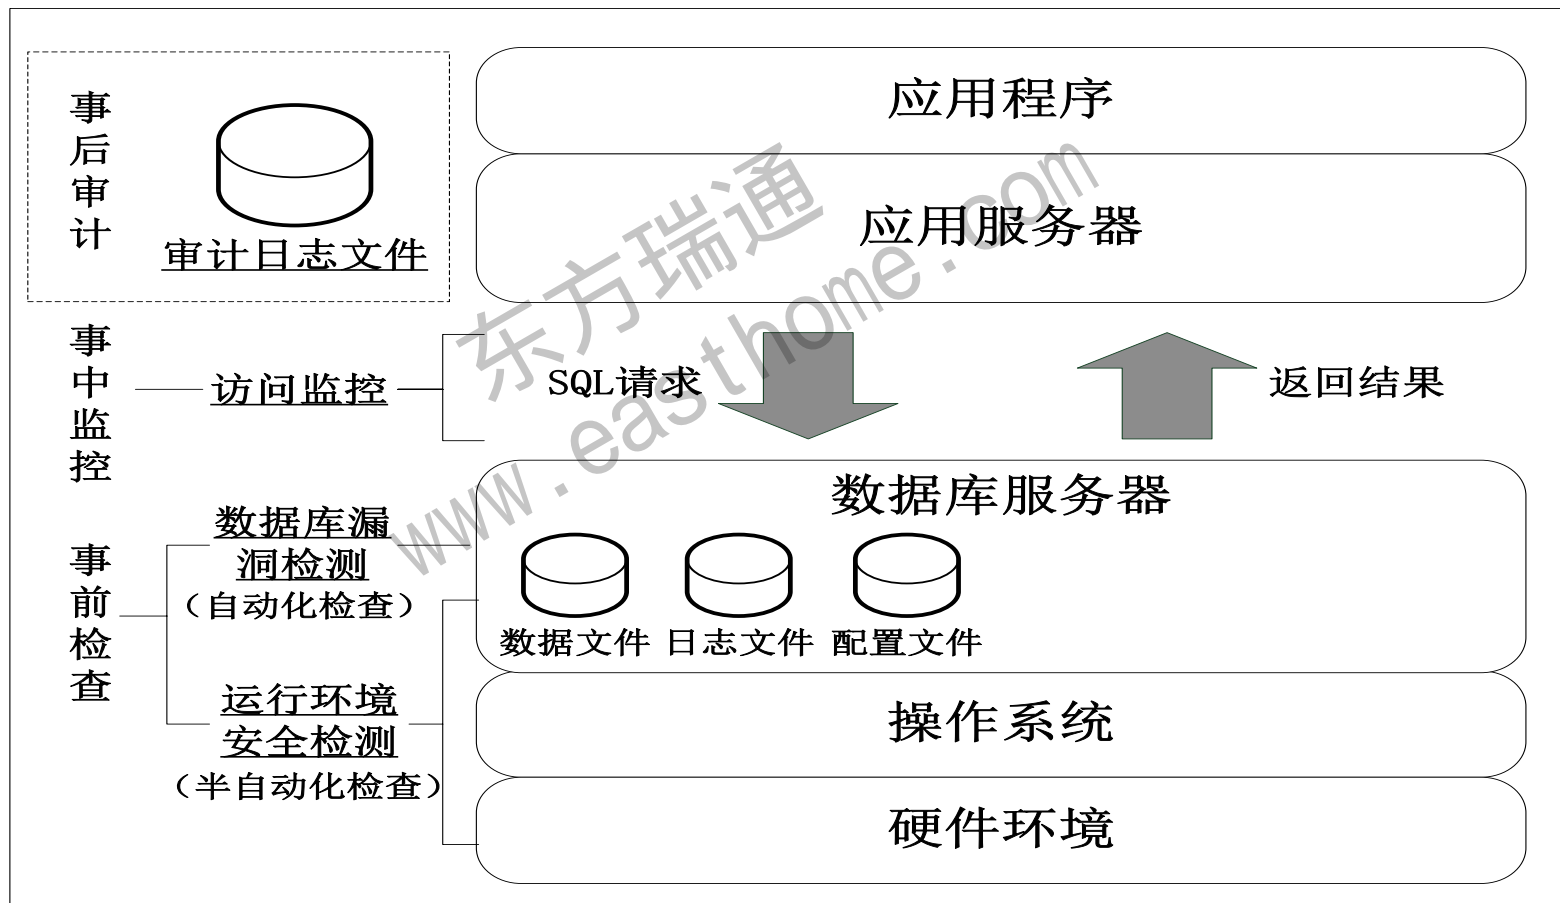 事后审计
审计日志文件
应用程序
应用服务器
东方瑞通
www.easthome.com
事中监控
访问监控
SQL请求
返回结果
事前检查
数据库漏
洞检测
（自动化检查）
运行环境
安全检测
（半自动化检查）
数据库服务器
数据文件
日志文件
配置文件
操作系统
硬件环境